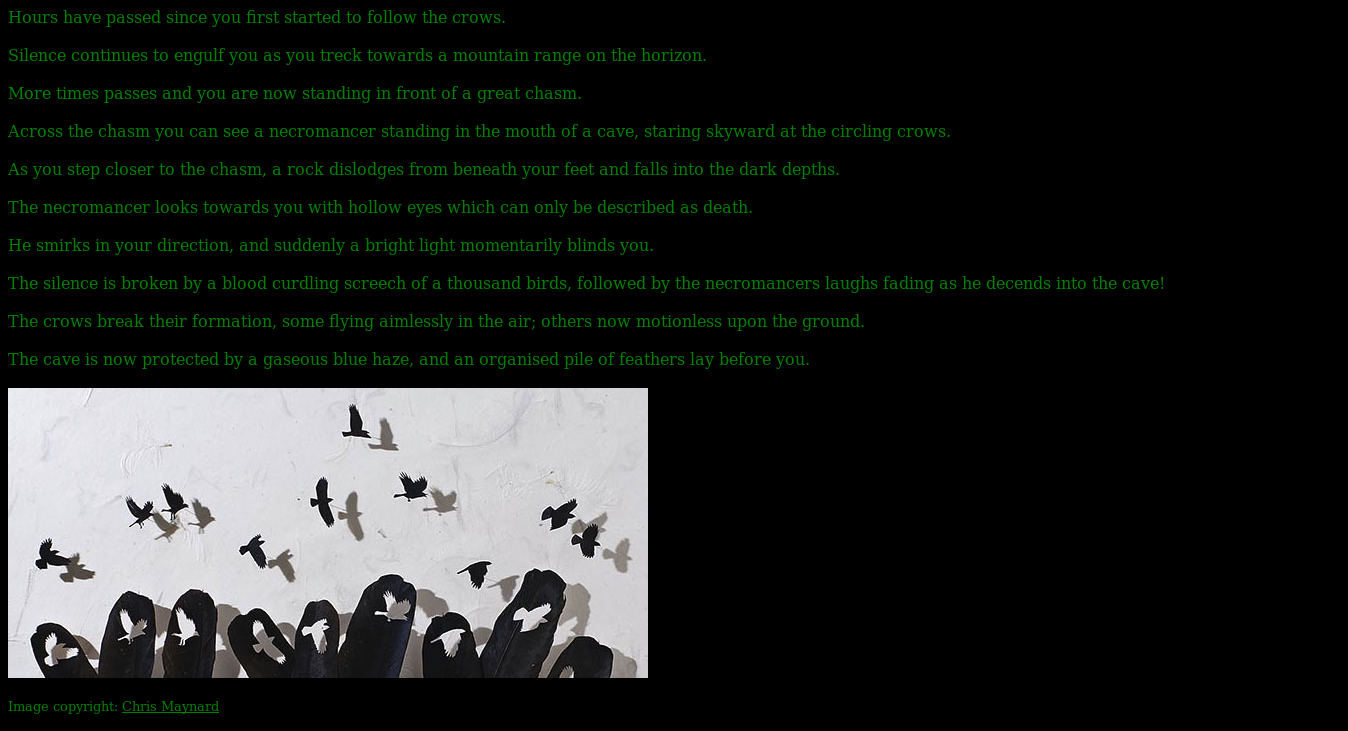 Hours have passed since you first started to follow the crows.
Silence continues to engulf you as you treck towards a mountain range on the horizon.
More times passes and you are now standing in front of a great chasm.
Across the chasm you can see a necromancer standing in the mouth of a cave, staring skyward at the circling crows.
As you step closer to the chasm, a rock dislodges from beneath your feet and falls into the dark depths.
The necromancer looks towards you with hollow eyes which can only be described as death.
He smirks in your direction, and suddenly a bright light momentarily blinds you.
The silence is broken by a blood curdling screech of a thousand birds, followed by the necromancers laughs fading as he decends into the cave!
The crows break their formation, some flying aimlessly in the air; others now motionless upon the ground.
The cave is now protected by a gaseous blue haze, and an organised pile of feathers lay before you.
Image copyright: Chris Maynard